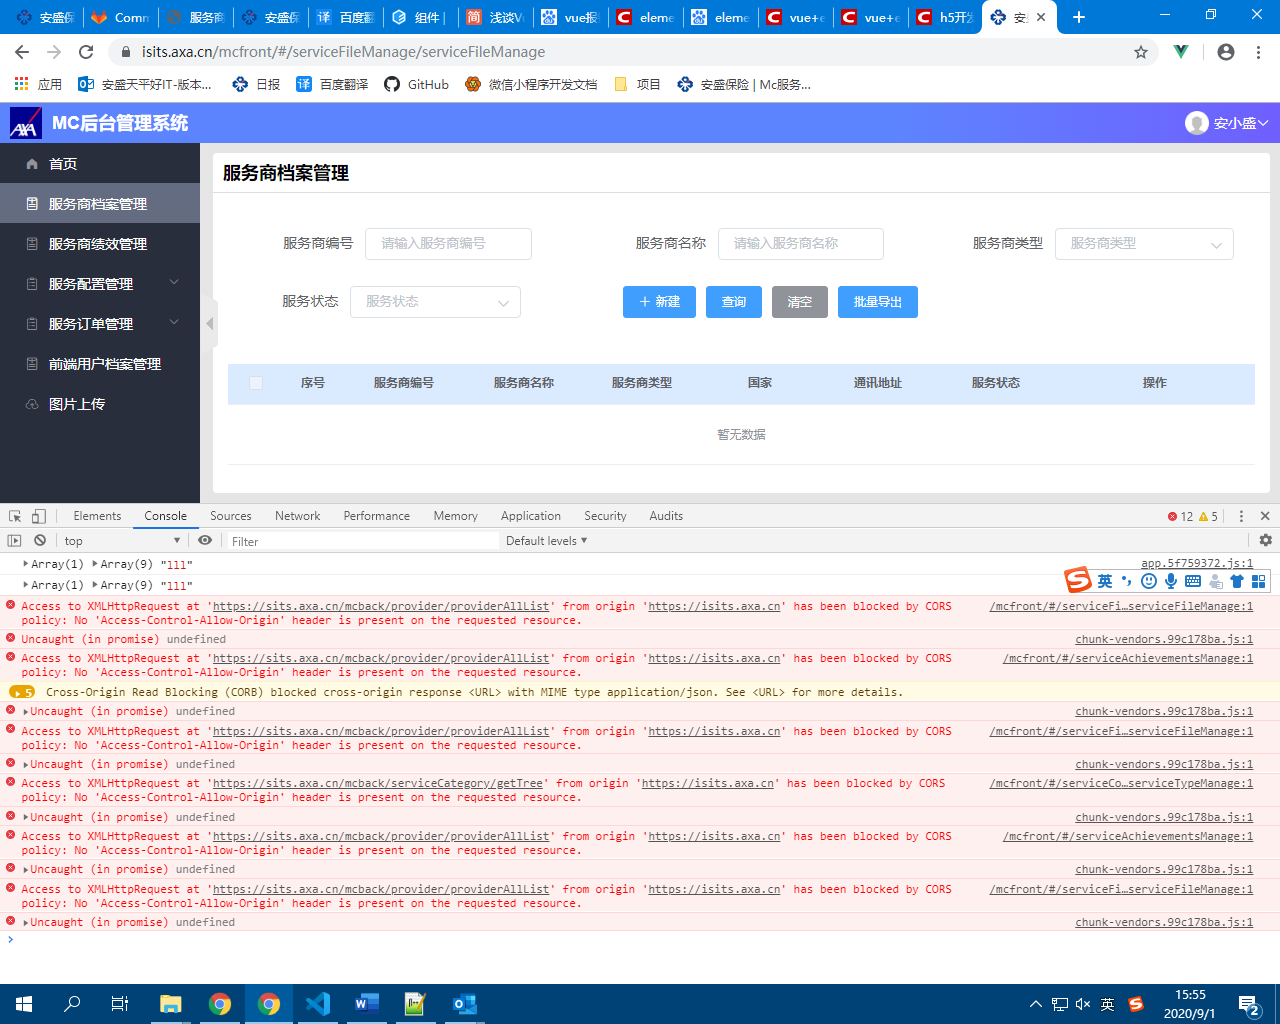 安盛保 Comm 服务商 安盛保 百度翻 组件 | 浅谈Vu vue报 eleme eleme vue+e vue+e h5开发 安
isits.axa.cn/mcfront/#/serviceFileManage/serviceFileManage
应用 安盛天平好IT-版本... 日报 百度翻译 GitHub 微信小程序开发文档 项目 安盛保险 | Mc服务...
AXA MC后台管理系统 安小盛
首页
服务商档案管理
服务商绩效管理
服务配置管理
服务订单管理
前端用户档案管理
图片上传
服务商档案管理
服务商编号 请输入服务商编号 服务商名称 请输入服务商名称 服务商类型 服务商类型
服务状态 服务状态 + 新建 查询 清空 批量导出
序号 服务商编号 服务商名称 服务商类型 国家 通讯地址 服务状态 操作
暂无数据
Elements Console Sources Network Performance Memory Application Security Audits 12 5
top Filter Default levels
Array(1) Array(9) "lll" app.5f759372.js:1
Array(1) Array(9) "lll"
英
Access to XMLHttpRequest at 'https://sits.axa.cn/mcback/provider/providerAllList' from origin 'https://isits.axa.cn' has been blocked by CORS /mcfront/#/serviceFi…serviceFileManage:1
policy: No 'Access-Control-Allow-Origin' header is present on the requested resource.
Uncaught (in promise) undefined chunk-vendors.99c178ba.js:1
Access to XMLHttpRequest at 'https://sits.axa.cn/mcback/provider/providerAllList' from origin 'https://isits.axa.cn' has been blocked by CORS /mcfront/#/serviceAchievementsManage:1
policy: No 'Access-Control-Allow-Origin' header is present on the requested resource.
5 Cross-Origin Read Blocking (CORB) blocked cross-origin response <URL> with MIME type application/json. See <URL> for more details.
Uncaught (in promise) undefined chunk-vendors.99c178ba.js:1
Access to XMLHttpRequest at 'https://sits.axa.cn/mcback/provider/providerAllList' from origin 'https://isits.axa.cn' has been blocked by CORS /mcfront/#/serviceFi…serviceFileManage:1
policy: No 'Access-Control-Allow-Origin' header is present on the requested resource.
Uncaught (in promise) undefined chunk-vendors.99c178ba.js:1
Access to XMLHttpRequest at 'https://sits.axa.cn/mcback/serviceCategory/getTree' from origin 'https://isits.axa.cn' has been blocked by CORS /mcfront/#/serviceCo…serviceTypeManage:1
policy: No 'Access-Control-Allow-Origin' header is present on the requested resource.
Uncaught (in promise) undefined chunk-vendors.99c178ba.js:1
Access to XMLHttpRequest at 'https://sits.axa.cn/mcback/provider/providerAllList' from origin 'https://isits.axa.cn' has been blocked by CORS /mcfront/#/serviceAchievementsManage:1
policy: No 'Access-Control-Allow-Origin' header is present on the requested resource.
Uncaught (in promise) undefined chunk-vendors.99c178ba.js:1
Access to XMLHttpRequest at 'https://sits.axa.cn/mcback/provider/providerAllList' from origin 'https://isits.axa.cn' has been blocked by CORS /mcfront/#/serviceFi…serviceFileManage:1
policy: No 'Access-Control-Allow-Origin' header is present on the requested resource.
Uncaught (in promise) undefined chunk-vendors.99c178ba.js:1
英 15:55
2020/9/1 2